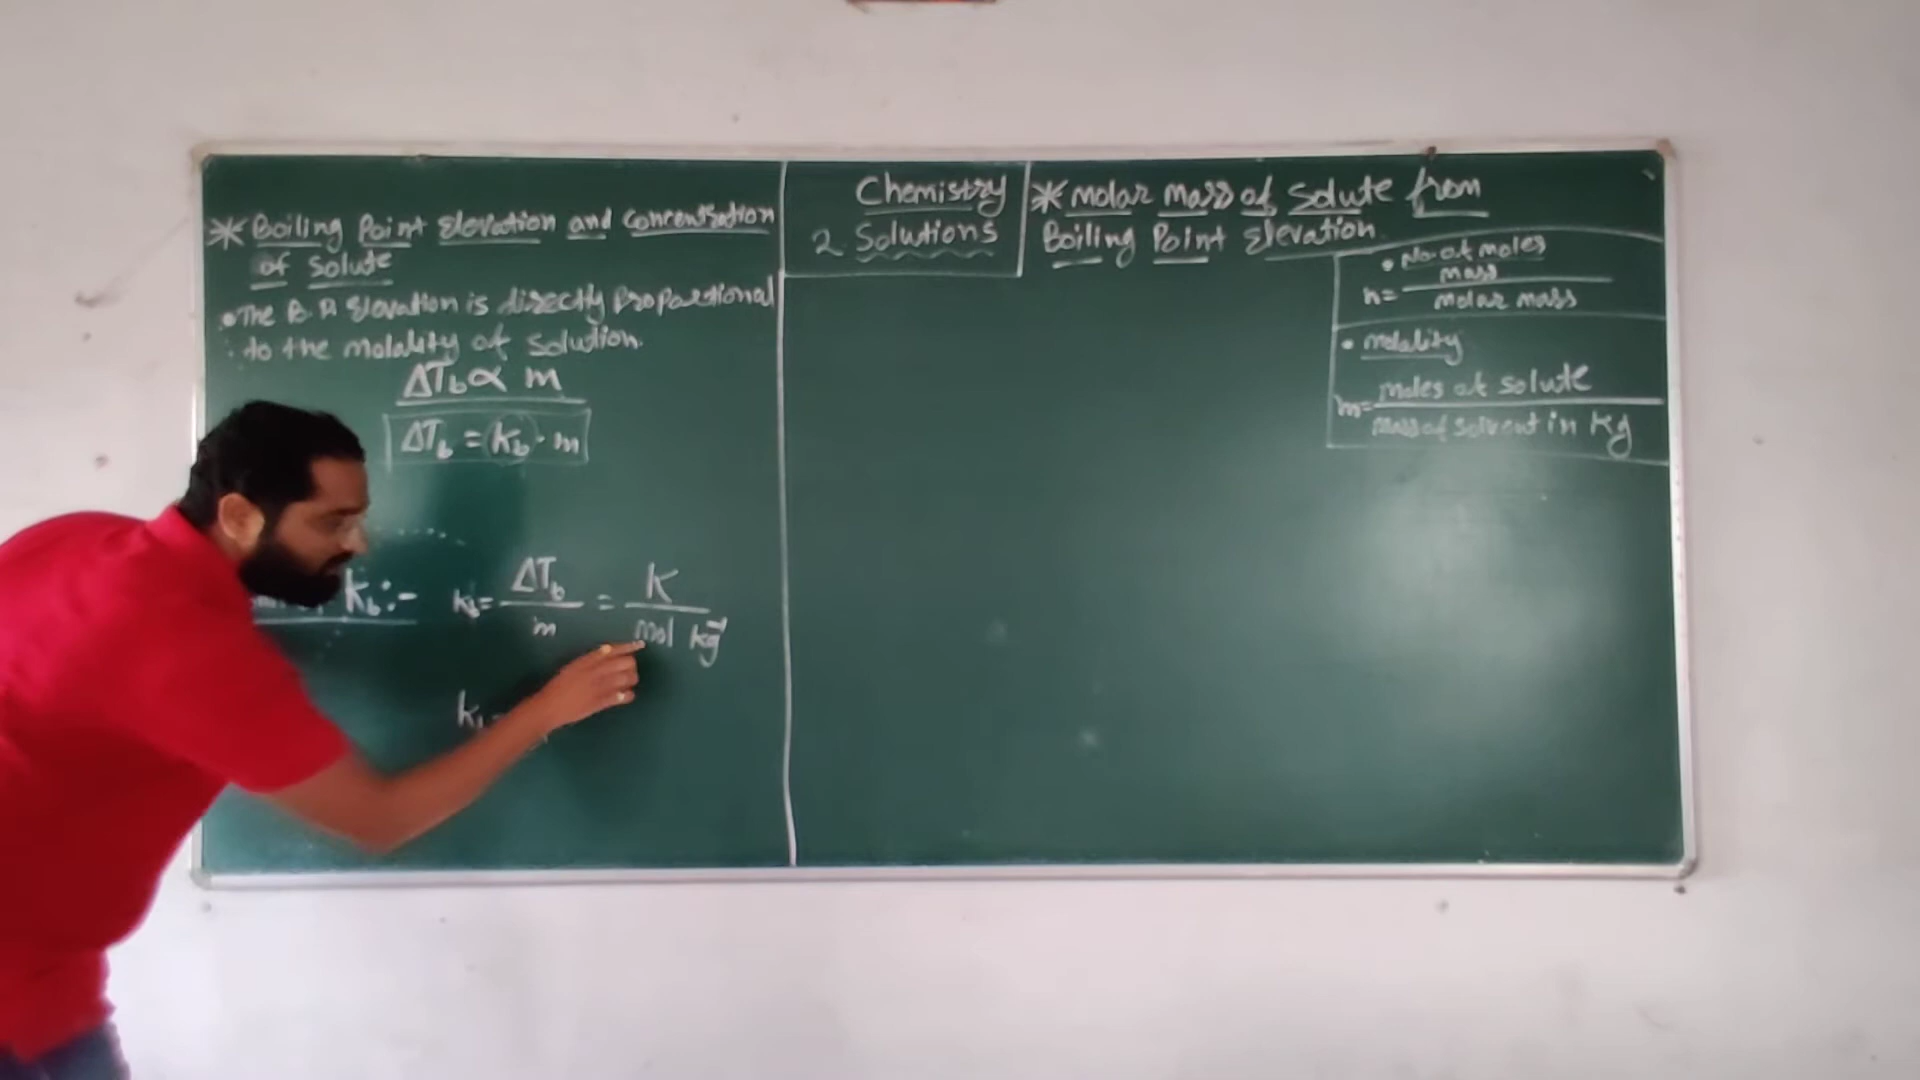 * Boiling Point Elevation and Concentration
of Solute
• The B. P. Elevation is directly Proportional
to the molality of solution.
ΔTb ∝ m
ΔTb = Kb · m
Kb :- Kb = ΔTb / m = K / mol kg⁻¹
Chemistry
2. Solutions
* Molar Mass of Solute from
Boiling Point Elevation.
• No. of moles
n = mass / molar mass
• molality
m = moles of solute / mass of solvent in Kg